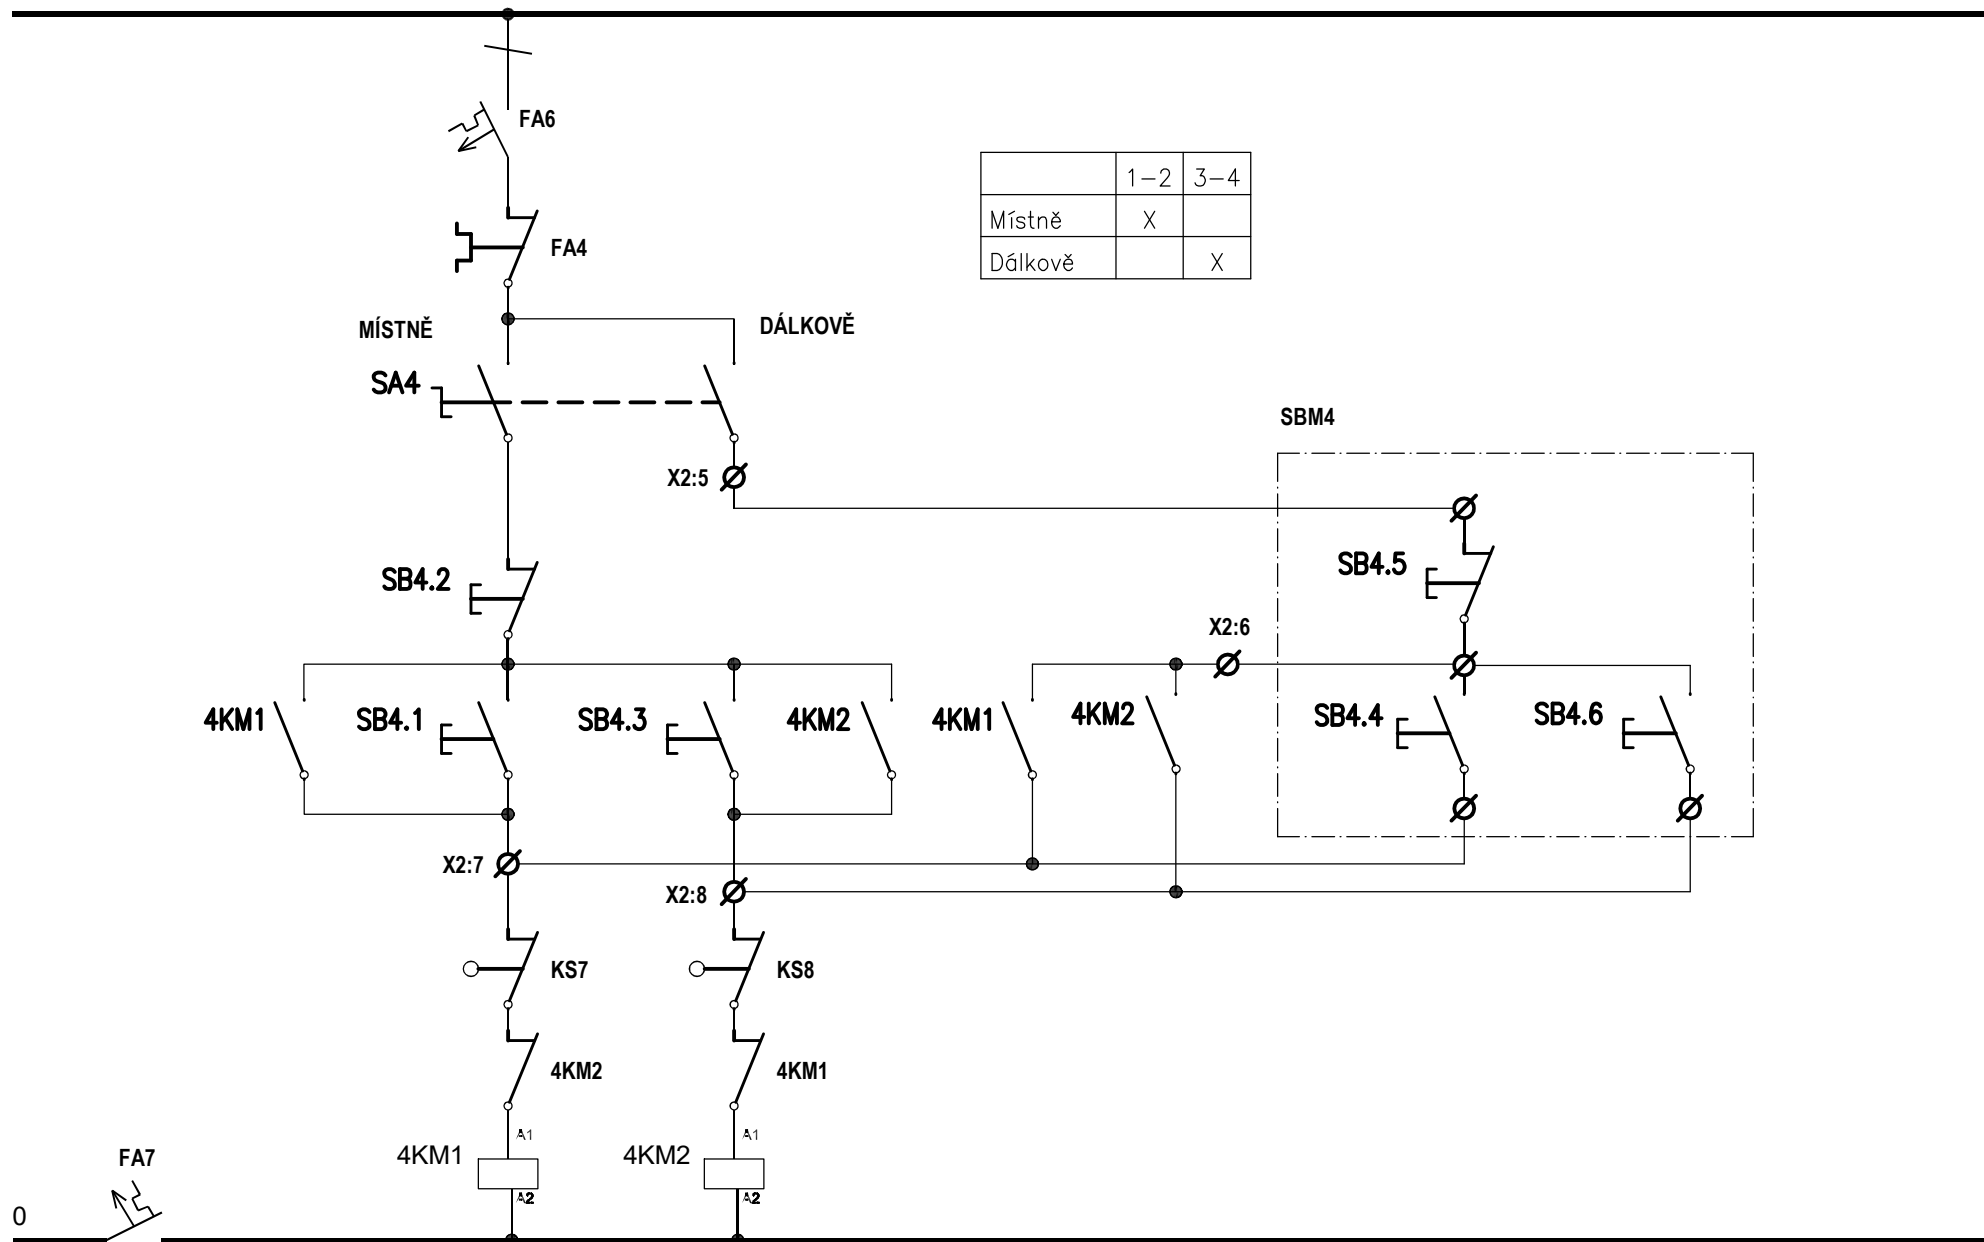 FA6
1-2 3-4
Místně X
Dálkově X
FA4
MÍSTNĚ DÁLKOVĚ
SA4
SBM4
X2:5
SB4.5
SB4.2
X2:6
4KM1 SB4.1 SB4.3 4KM2 4KM1 4KM2 SB4.4 SB4.6
X2:7
X2:8
KS7 KS8
4KM2 4KM1
A1 A1
4KM1 4KM2
FA7
A2 A2
0